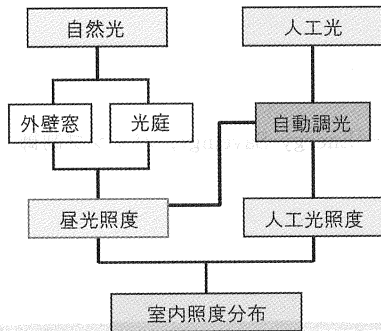 自然光
人工光
外壁窓
光庭
自動調光
昼光照度
人工光照度
室内照度分布